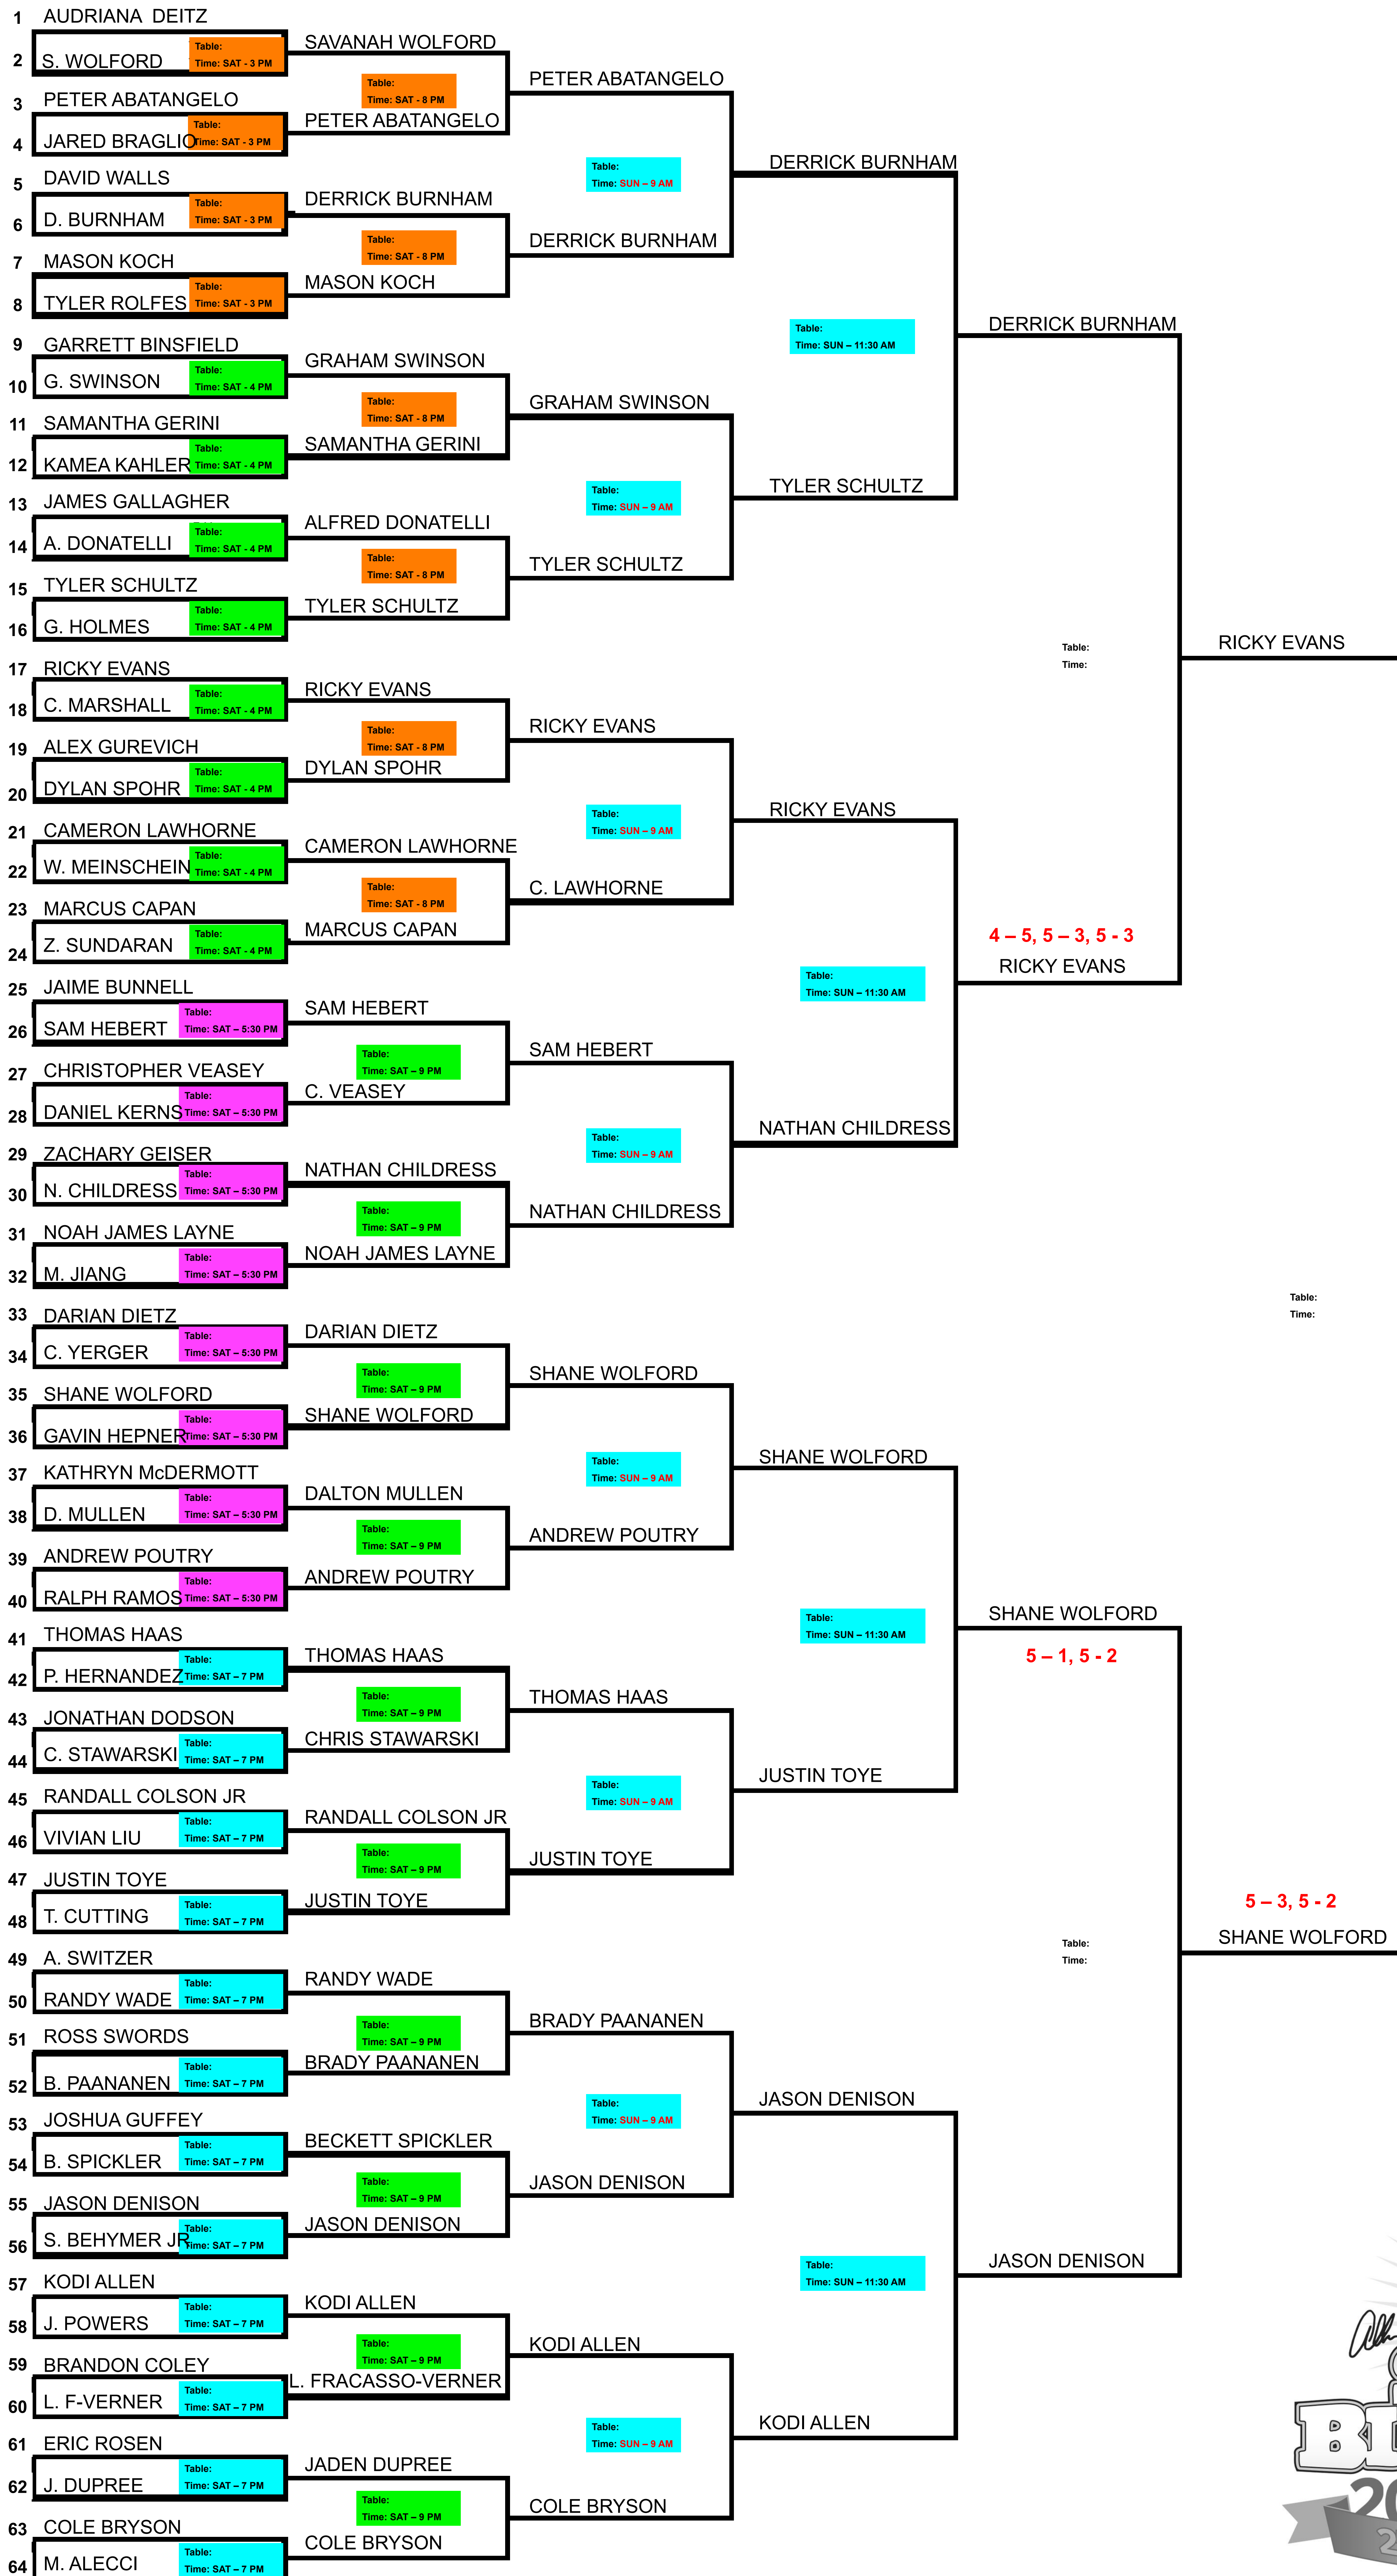 1 AUDRIANA DEITZ
2 S. WOLFORD
Table:
Time: SAT - 3 PM
3 PETER ABATANGELO
4 JARED BRAGLIO
Table:
Time: SAT - 3 PM
5 DAVID WALLS
6 D. BURNHAM
Table:
Time: SAT - 3 PM
7 MASON KOCH
8 TYLER ROLFES
Table:
Time: SAT - 3 PM
9 GARRETT BINSFIELD
10 G. SWINSON
Table:
Time: SAT - 4 PM
11 SAMANTHA GERINI
12 KAMEA KAHLER
Table:
Time: SAT - 4 PM
13 JAMES GALLAGHER
14 A. DONATELLI
Table:
Time: SAT - 4 PM
15 TYLER SCHULTZ
16 G. HOLMES
Table:
Time: SAT - 4 PM
17 RICKY EVANS
18 C. MARSHALL
Table:
Time: SAT - 4 PM
19 ALEX GUREVICH
20 DYLAN SPOHR
Table:
Time: SAT - 4 PM
21 CAMERON LAWHORNE
22 W. MEINSCHEIN
Table:
Time: SAT - 4 PM
23 MARCUS CAPAN
24 Z. SUNDARAN
Table:
Time: SAT - 4 PM
25 JAIME BUNNELL
26 SAM HEBERT
Table:
Time: SAT – 5:30 PM
27 CHRISTOPHER VEASEY
28 DANIEL KERNS
Table:
Time: SAT – 5:30 PM
29 ZACHARY GEISER
30 N. CHILDRESS
Table:
Time: SAT – 5:30 PM
31 NOAH JAMES LAYNE
32 M. JIANG
Table:
Time: SAT – 5:30 PM
33 DARIAN DIETZ
34 C. YERGER
Table:
Time: SAT – 5:30 PM
35 SHANE WOLFORD
36 GAVIN HEPNER
Table:
Time: SAT – 5:30 PM
37 KATHRYN McDERMOTT
38 D. MULLEN
Table:
Time: SAT – 5:30 PM
39 ANDREW POUTRY
40 RALPH RAMOS
Table:
Time: SAT – 5:30 PM
41 THOMAS HAAS
42 P. HERNANDEZ
Table:
Time: SAT – 7 PM
43 JONATHAN DODSON
44 C. STAWARSKI
Table:
Time: SAT – 7 PM
45 RANDALL COLSON JR
46 VIVIAN LIU
Table:
Time: SAT – 7 PM
47 JUSTIN TOYE
48 T. CUTTING
Table:
Time: SAT – 7 PM
49 A. SWITZER
50 RANDY WADE
Table:
Time: SAT – 7 PM
51 ROSS SWORDS
52 B. PAANANEN
Table:
Time: SAT – 7 PM
53 JOSHUA GUFFEY
54 B. SPICKLER
Table:
Time: SAT – 7 PM
55 JASON DENISON
56 S. BEHYMER JR
Table:
Time: SAT – 7 PM
57 KODI ALLEN
58 J. POWERS
Table:
Time: SAT – 7 PM
59 BRANDON COLEY
60 L. F-VERNER
Table:
Time: SAT – 7 PM
61 ERIC ROSEN
62 J. DUPREE
Table:
Time: SAT – 7 PM
63 COLE BRYSON
64 M. ALECCI
Table:
Time: SAT – 7 PM
SAVANAH WOLFORD
Table:
Time: SAT - 8 PM
PETER ABATANGELO
DERRICK BURNHAM
Table:
Time: SAT - 8 PM
MASON KOCH
GRAHAM SWINSON
Table:
Time: SAT - 8 PM
SAMANTHA GERINI
ALFRED DONATELLI
Table:
Time: SAT - 8 PM
TYLER SCHULTZ
RICKY EVANS
Table:
Time: SAT - 8 PM
DYLAN SPOHR
CAMERON LAWHORNE
Table:
Time: SAT - 8 PM
MARCUS CAPAN
SAM HEBERT
Table:
Time: SAT – 9 PM
C. VEASEY
NATHAN CHILDRESS
Table:
Time: SAT – 9 PM
NOAH JAMES LAYNE
DARIAN DIETZ
Table:
Time: SAT – 9 PM
SHANE WOLFORD
DALTON MULLEN
Table:
Time: SAT – 9 PM
ANDREW POUTRY
THOMAS HAAS
Table:
Time: SAT – 9 PM
CHRIS STAWARSKI
RANDALL COLSON JR
Table:
Time: SAT – 9 PM
JUSTIN TOYE
RANDY WADE
Table:
Time: SAT – 9 PM
BRADY PAANANEN
BECKETT SPICKLER
Table:
Time: SAT – 9 PM
JASON DENISON
KODI ALLEN
Table:
Time: SAT – 9 PM
L. FRACASSO-VERNER
JADEN DUPREE
Table:
Time: SAT – 9 PM
COLE BRYSON
PETER ABATANGELO
Table:
Time: SUN – 9 AM
DERRICK BURNHAM
GRAHAM SWINSON
Table:
Time: SUN – 9 AM
TYLER SCHULTZ
RICKY EVANS
Table:
Time: SUN – 9 AM
C. LAWHORNE
SAM HEBERT
Table:
Time: SUN – 9 AM
NATHAN CHILDRESS
SHANE WOLFORD
Table:
Time: SUN – 9 AM
ANDREW POUTRY
THOMAS HAAS
Table:
Time: SUN – 9 AM
JUSTIN TOYE
BRADY PAANANEN
Table:
Time: SUN – 9 AM
JASON DENISON
KODI ALLEN
Table:
Time: SUN – 9 AM
COLE BRYSON
DERRICK BURNHAM
Table:
Time: SUN – 11:30 AM
TYLER SCHULTZ
RICKY EVANS
Table:
Time: SUN – 11:30 AM
NATHAN CHILDRESS
SHANE WOLFORD
Table:
Time: SUN – 11:30 AM
JUSTIN TOYE
JASON DENISON
Table:
Time: SUN – 11:30 AM
KODI ALLEN
DERRICK BURNHAM
Table:
Time:
4 – 5, 5 – 3, 5 - 3
RICKY EVANS
SHANE WOLFORD
5 – 1, 5 - 2
Table:
Time:
JASON DENISON
RICKY EVANS
Table:
Time:
5 – 3, 5 - 2
SHANE WOLFORD